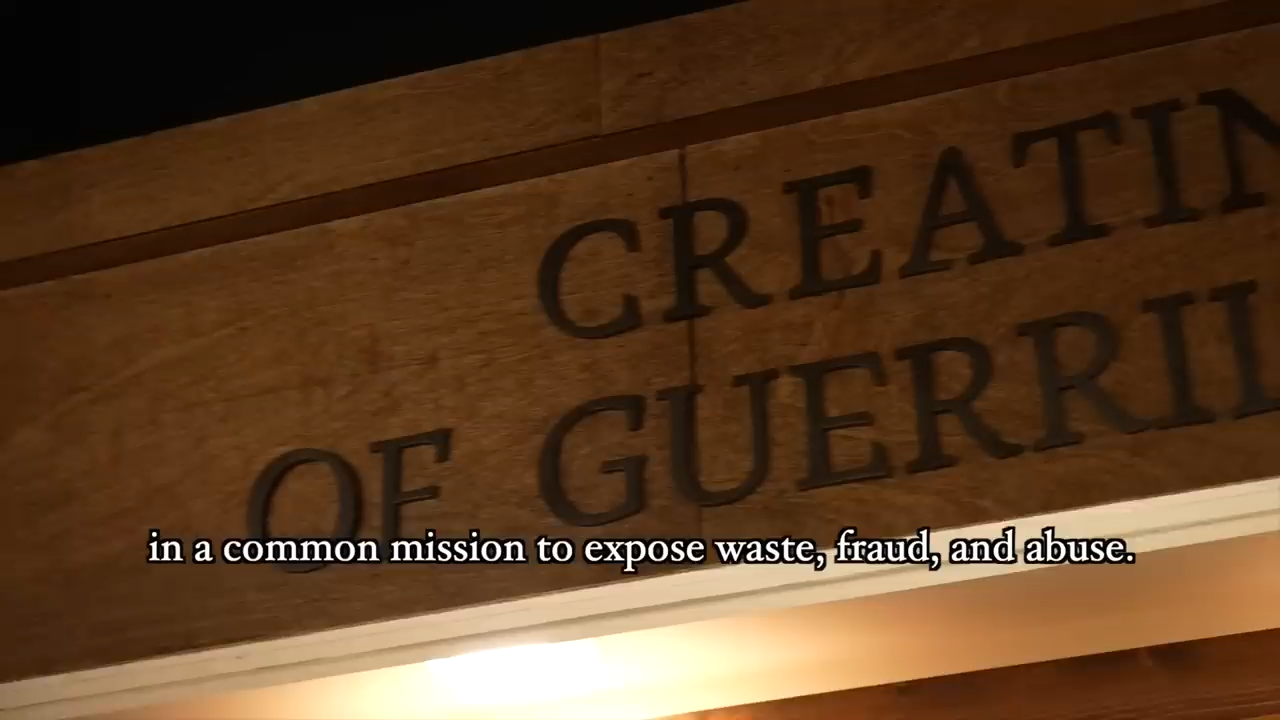 CREATIN
OF GUERRIL
in a common mission to expose waste, fraud, and abuse.